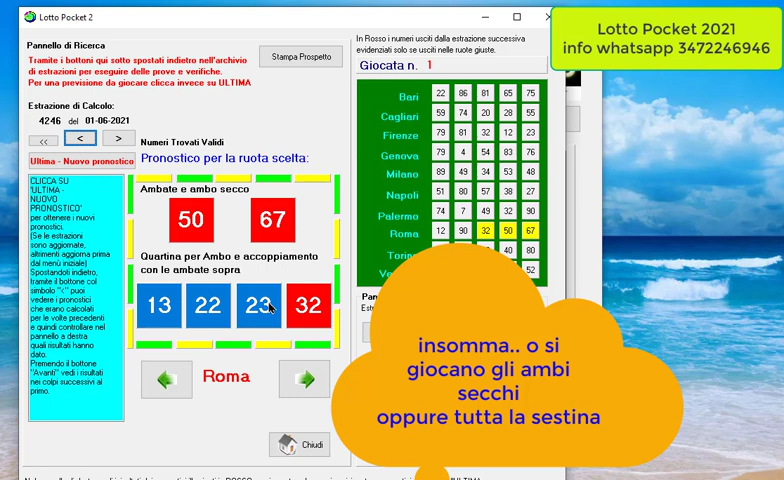 Lotto Pocket 2
Lotto Pocket 2021
info whatsapp 3472246946
Pannello di Ricerca
Tramite i bottoni qui sotto spostati indietro nell'archivio
di estrazioni per eseguire delle prove e verifiche.
Per una previsione da giocare clicca invece su ULTIMA
Stampa Prospetto
Estrazione di Calcolo:
4246 del 01-06-2021
<< < >
Ultima - Nuovo pronostico
Numeri Trovati Validi
Pronostico per la ruota scelta:
CLICCA SU
'ULTIMA -
NUOVO
PRONOSTICO'
per ottenere i nuovi
pronostici.
(Se le estrazioni
sono aggiornate,
altrimenti aggiorna prima
dal menù iniziale)
Spostandoti indietro,
tramite il bottone col
simbolo "<" puoi
vedere i pronostici
che erano calcolati
per le volte precedenti
e quindi controllare nel
pannello a destra
quali risultati hanno
dato.
Premendo il bottone
"Avanti" vedi i risultati
nei colpi successivi al
primo.
Ambate e ambo secco
50 67
Quartina per Ambo e accoppiamento
con le ambate sopra
13 22 23 32
Roma
Chiudi
In Rosso i numeri usciti dalla estrazione successiva
evidenziati solo se usciti nelle ruote giuste.
Giocata n. 1
Bari 22 86 81 65 75
Cagliari 59 74 20 28 55
Firenze 79 81 32 12 23
Genova 79 4 54 83 76
Milano 89 49 34 53 48
Napoli 51 80 57 38 27
Palermo 74 7 49 32 90
Roma 12 90 32 50 67
Torin 40 80
Ve 52
Pan
insomma.. o si
giocano gli ambi
secchi
oppure tutta la sestina